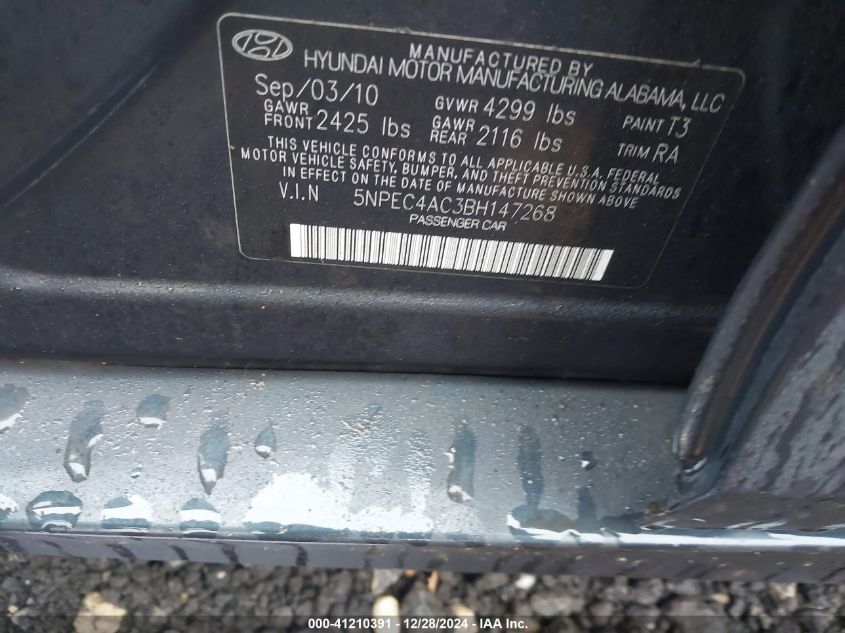 MANUFACTURED BY
HYUNDAI MOTOR MANUFACTURING ALABAMA, LLC
Sep/03/10 GVWR 4299 lbs PAINT T3
GAWR FRONT 2425 lbs GAWR REAR 2116 lbs TRIM RA
THIS VEHICLE CONFORMS TO ALL APPLICABLE U.S.A. FEDERAL
MOTOR VEHICLE SAFETY, BUMPER, AND THEFT PREVENTION STANDARDS
IN EFFECT ON THE DATE OF MANUFACTURE SHOWN ABOVE
V.I.N 5NPEC4AC3BH147268
PASSENGER CAR
000-41210391 - 12/28/2024 - IAA Inc.